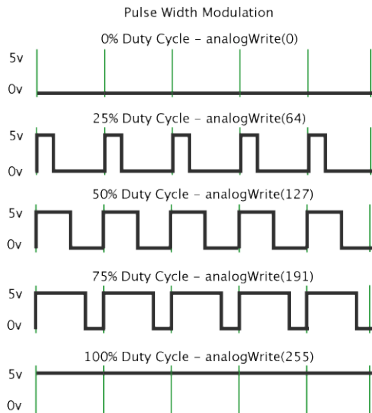 Pulse Width Modulation
0% Duty Cycle – analogWrite(0)
5v
0v
25% Duty Cycle – analogWrite(64)
5v
0v
50% Duty Cycle – analogWrite(127)
5v
0v
75% Duty Cycle – analogWrite(191)
5v
0v
100% Duty Cycle – analogWrite(255)
5v
0v